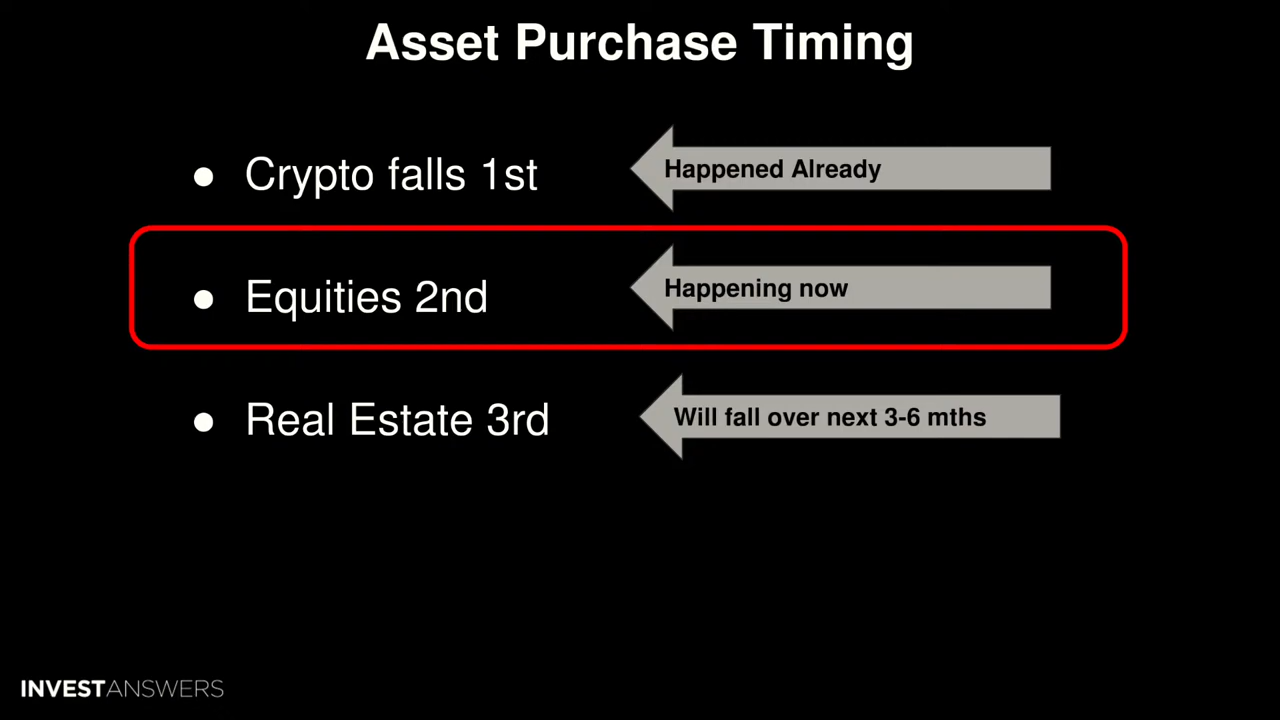 Asset Purchase Timing
● Crypto falls 1st
Happened Already
● Equities 2nd
Happening now
● Real Estate 3rd
Will fall over next 3-6 mths
INVESTANSWERS